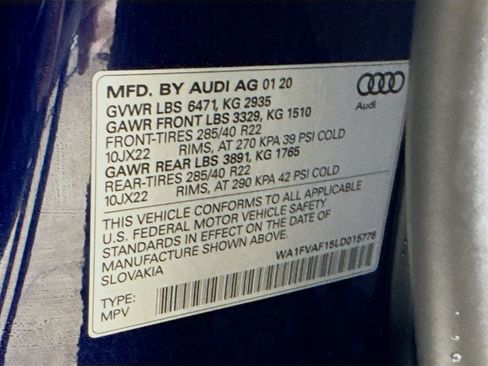 MFD. BY AUDI AG 01 20
GVWR LBS 6471, KG 2935
GAWR FRONT LBS 3329, KG 1510
FRONT-TIRES 285/40 R22
10JX22 RIMS, AT 270 KPA 39 PSI COLD
GAWR REAR LBS 3891, KG 1765
REAR-TIRES 285/40 R22
10JX22 RIMS, AT 290 KPA 42 PSI COLD
THIS VEHICLE CONFORMS TO ALL APPLICABLE
U.S. FEDERAL MOTOR VEHICLE SAFETY
STANDARDS IN EFFECT ON THE DATE OF
MANUFACTURE SHOWN ABOVE.
SLOVAKIA
WA1FVAF15LD015778
TYPE:
MPV
Audi